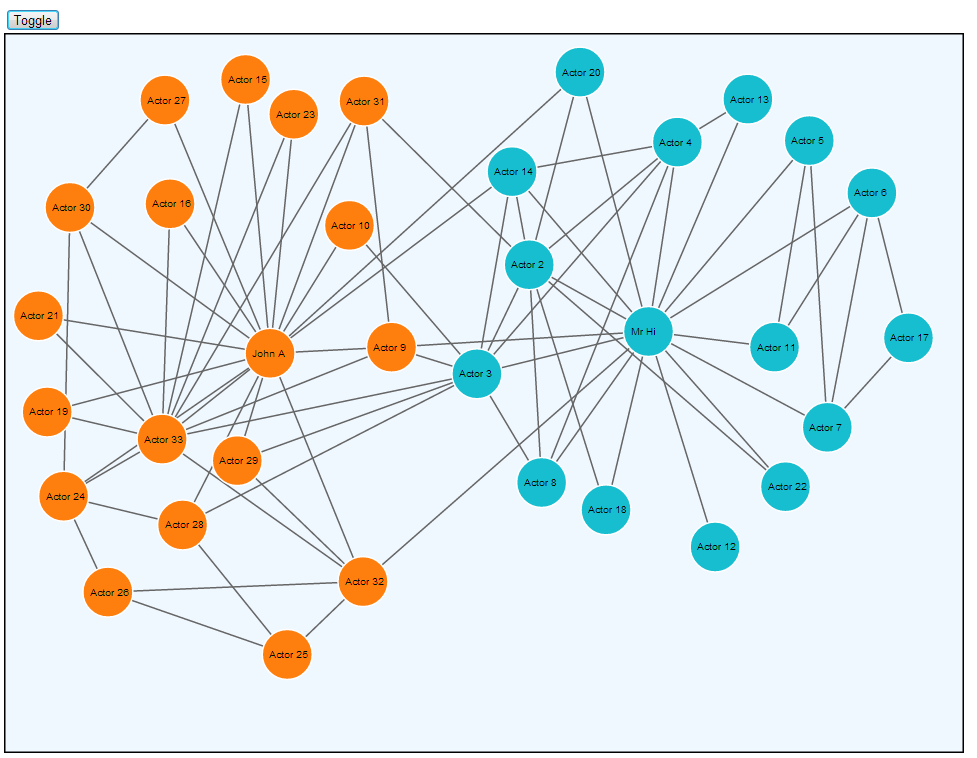 Toggle
Actor 20
Actor 15
Actor 27
Actor 31
Actor 13
Actor 23
Actor 5
Actor 4
Actor 14
Actor 6
Actor 16
Actor 30
Actor 10
Actor 2
Actor 21
Mr Hi
Actor 17
Actor 9
Actor 11
John A
Actor 3
Actor 19
Actor 7
Actor 33
Actor 29
Actor 8
Actor 22
Actor 24
Actor 18
Actor 28
Actor 12
Actor 32
Actor 26
Actor 25